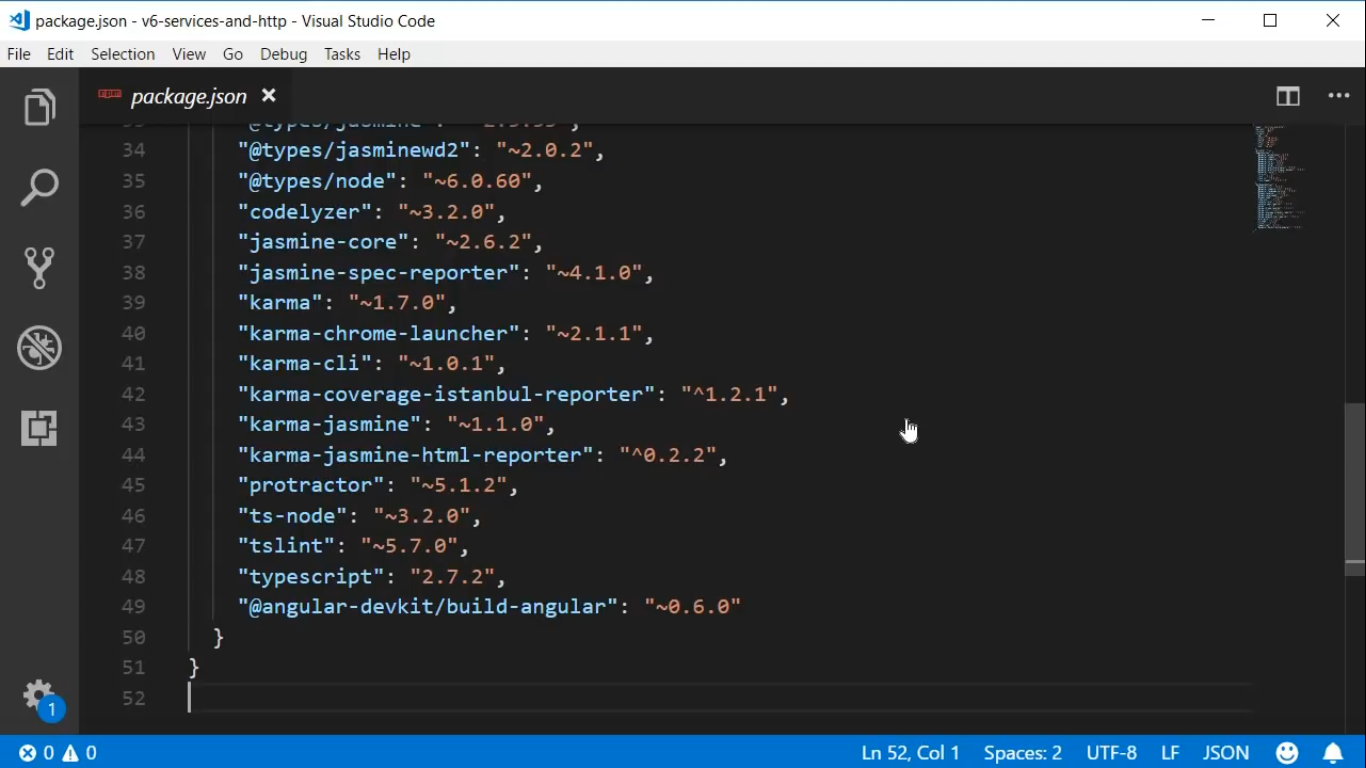 package.json - v6-services-and-http - Visual Studio Code
File Edit Selection View Go Debug Tasks Help
npm package.json
34 "@types/jasminewd2": "~2.0.2",
35 "@types/node": "~6.0.60",
36 "codelyzer": "~3.2.0",
37 "jasmine-core": "~2.6.2",
38 "jasmine-spec-reporter": "~4.1.0",
39 "karma": "~1.7.0",
40 "karma-chrome-launcher": "~2.1.1",
41 "karma-cli": "~1.0.1",
42 "karma-coverage-istanbul-reporter": "^1.2.1",
43 "karma-jasmine": "~1.1.0",
44 "karma-jasmine-html-reporter": "^0.2.2",
45 "protractor": "~5.1.2",
46 "ts-node": "~3.2.0",
47 "tslint": "~5.7.0",
48 "typescript": "2.7.2",
49 "@angular-devkit/build-angular": "~0.6.0"
50 }
51 }
52
1
0 0 Ln 52, Col 1 Spaces: 2 UTF-8 LF JSON